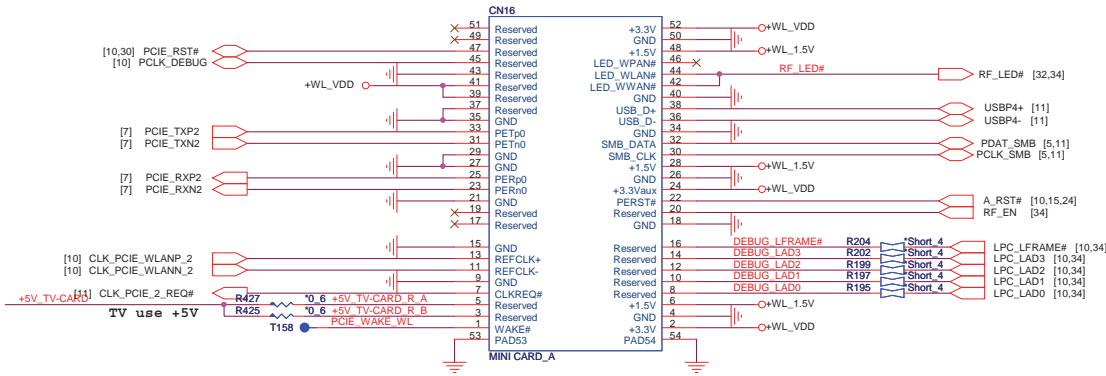 CN16
51 Reserved +3.3V 52 +WL_VDD
49 Reserved GND 50
[10,30] PCIE_RST# 47 Reserved +1.5V 48 +WL_1.5V
[10] PCLK_DEBUG 45 Reserved LED_WPAN# 46
43 Reserved LED_WLAN# 44 RF_LED# RF_LED# [32,34]
+WL_VDD 41 Reserved LED_WWAN# 42
39 Reserved GND 40
37 Reserved USB_D+ 38 USBP4+ [11]
35 GND USB_D- 36 USBP4- [11]
[7] PCIE_TXP2 33 PETp0 GND 34
[7] PCIE_TXN2 31 PETn0 SMB_DATA 32 PDAT_SMB [5,11]
29 GND SMB_CLK 30 PCLK_SMB [5,11]
27 GND +1.5V 28 +WL_1.5V
[7] PCIE_RXP2 25 PERp0 GND 26
[7] PCIE_RXN2 23 PERn0 +3.3Vaux 24 +WL_VDD
21 GND PERST# 22 A_RST# [10,15,24]
19 Reserved Reserved 20 RF_EN [34]
17 Reserved GND 18
15 GND Reserved 16 DEBUG_LFRAME# R204 *Short_4 LPC_LFRAME# [10,34]
[10] CLK_PCIE_WLANP_2 13 REFCLK+ Reserved 14 DEBUG_LAD3 R202 *Short_4 LPC_LAD3 [10,34]
[10] CLK_PCIE_WLANN_2 11 REFCLK- Reserved 12 DEBUG_LAD2 R199 *Short_4 LPC_LAD2 [10,34]
9 GND Reserved 10 DEBUG_LAD1 R197 *Short_4 LPC_LAD1 [10,34]
[11] CLK_PCIE_2_REQ# 7 CLKREQ# Reserved 8 DEBUG_LAD0 R195 *Short_4 LPC_LAD0 [10,34]
+5V_TV-CARD R427 *0_6 +5V_TV-CARD_R_A 5 Reserved +1.5V 6 +WL_1.5V
TV use +5V R425 *0_6 +5V_TV-CARD_R_B 3 Reserved GND 4
T158 PCIE_WAKE_WL 1 WAKE# +3.3V 2 +WL_VDD
53 PAD53 PAD54 54
MINI CARD_A